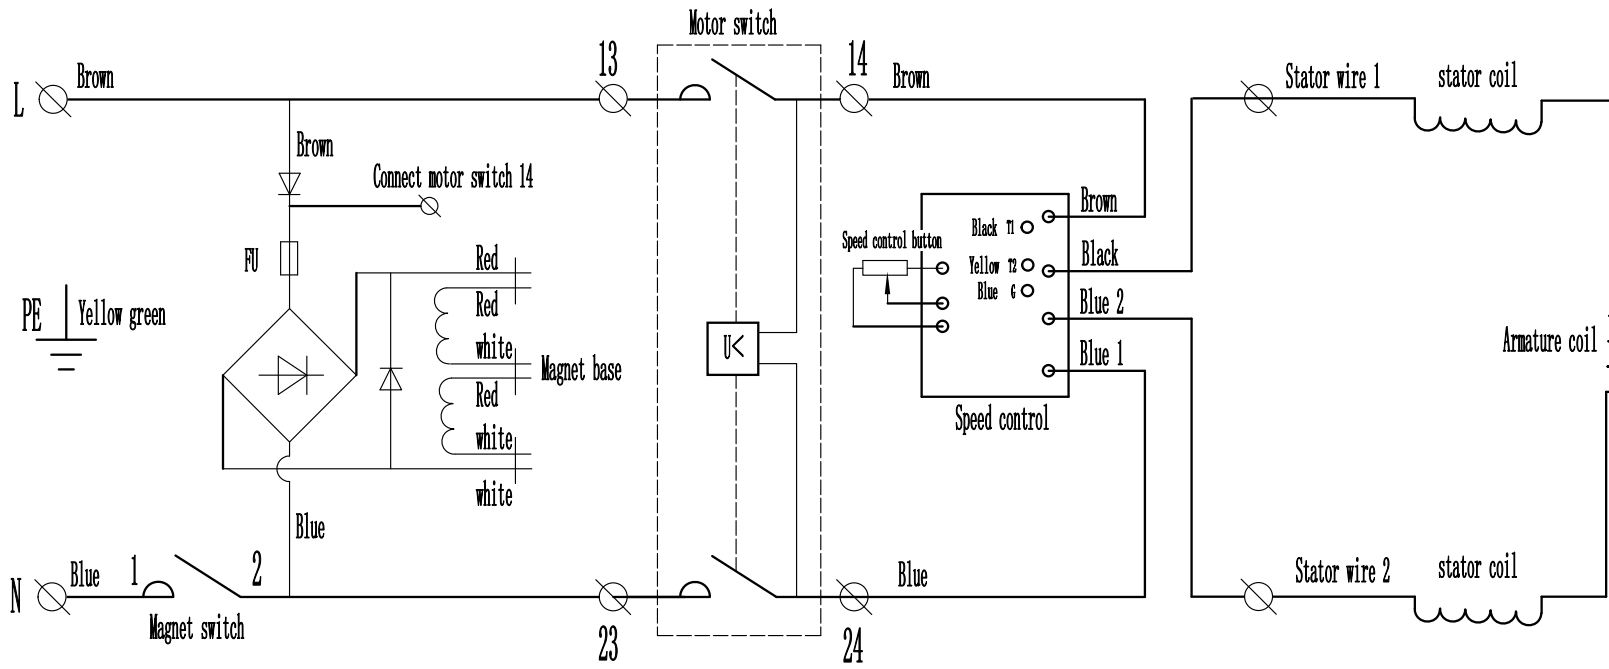 Motor switch
L
Brown
13
14
Brown
Stator wire 1
stator coil
Brown
Connect motor switch 14
Brown
Black T1
Speed control button
Black
Yellow T2
FU
Red
Blue G
Red
Blue 2
PE
Yellow green
white
U<
Armature coil
Blue 1
Magnet base
Red
Speed control
white
white
Blue
N
Blue
1
2
Blue
Stator wire 2
stator coil
Magnet switch
23
24